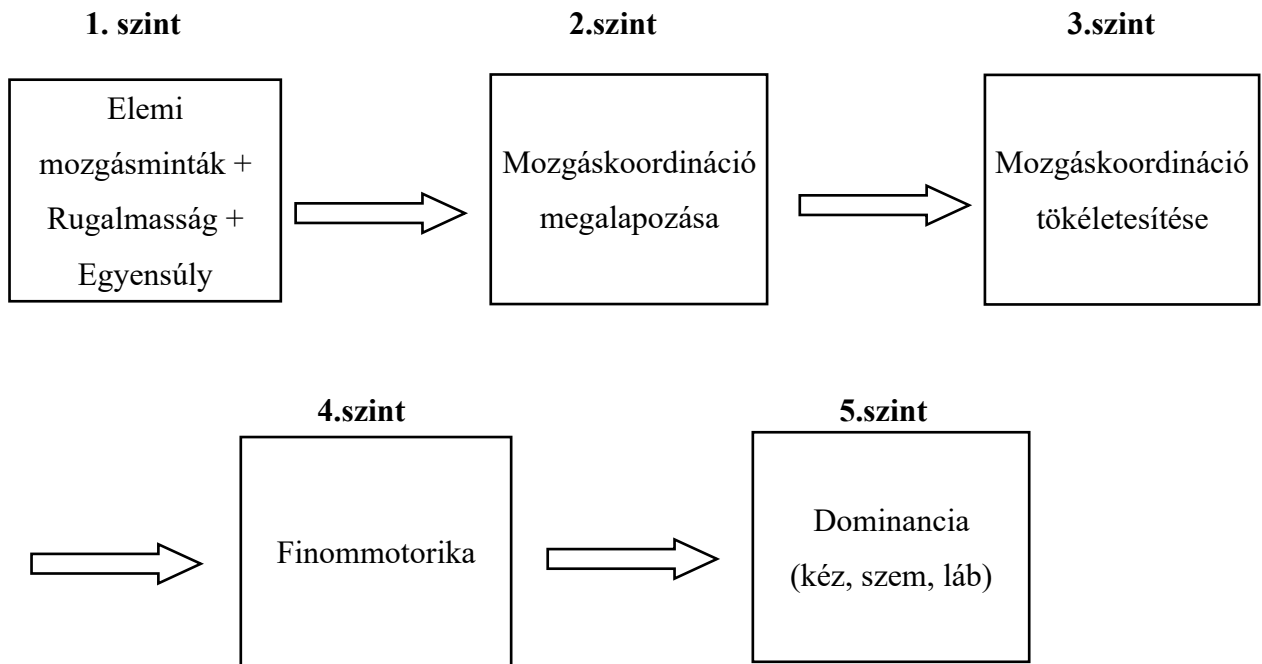 1. szint
2.szint
3.szint
Elemi
mozgásminták +
Rugalmasság +
Egyensúly
Mozgáskoordináció
megalapozása
Mozgáskoordináció
tökéletesítése
4.szint
5.szint
Finommotorika
Dominancia
(kéz, szem, láb)